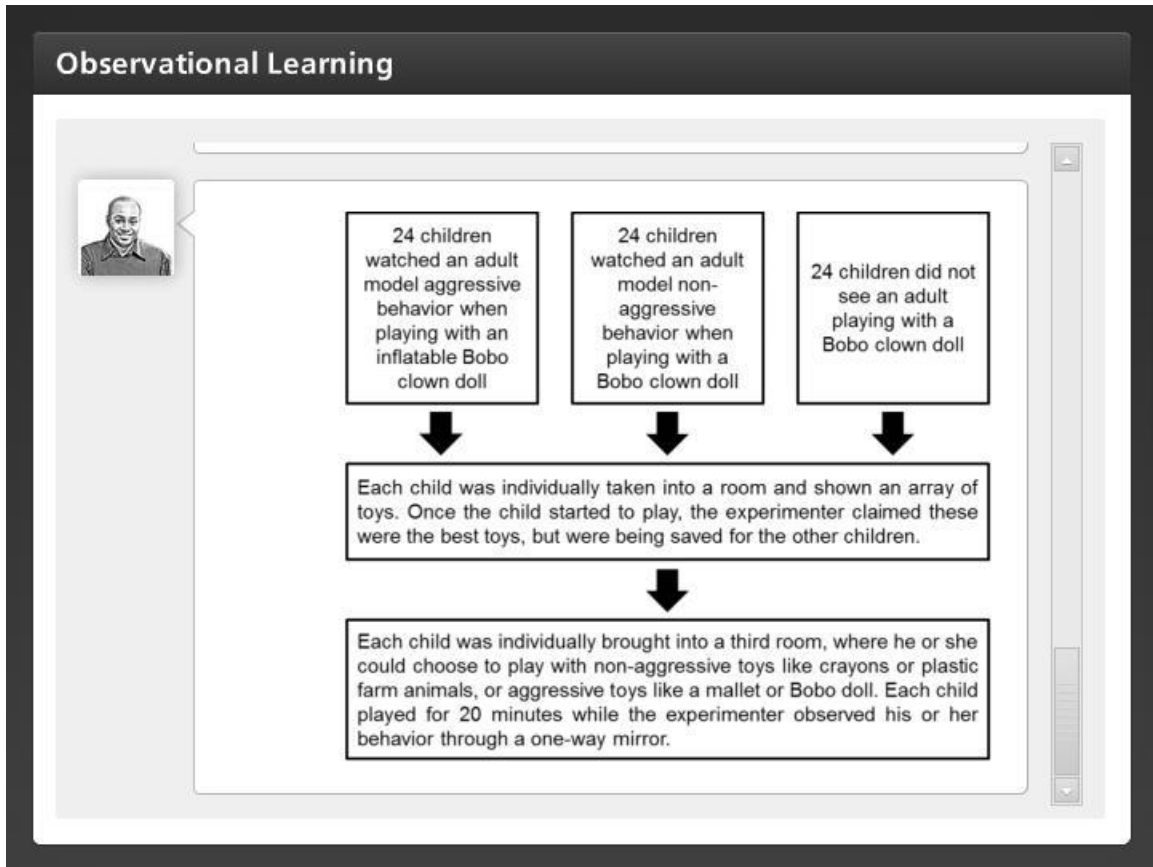 Observational Learning
24 children
watched an adult
model aggressive
behavior when
playing with an
inflatable Bobo
clown doll
24 children
watched an adult
model non-
aggressive
behavior when
playing with a
Bobo clown doll
24 children did not
see an adult
playing with a
Bobo clown doll
Each child was individually taken into a room and shown an array of
toys. Once the child started to play, the experimenter claimed these
were the best toys, but were being saved for the other children.
Each child was individually brought into a third room, where he or she
could choose to play with non-aggressive toys like crayons or plastic
farm animals, or aggressive toys like a mallet or Bobo doll. Each child
played for 20 minutes while the experimenter observed his or her
behavior through a one-way mirror.